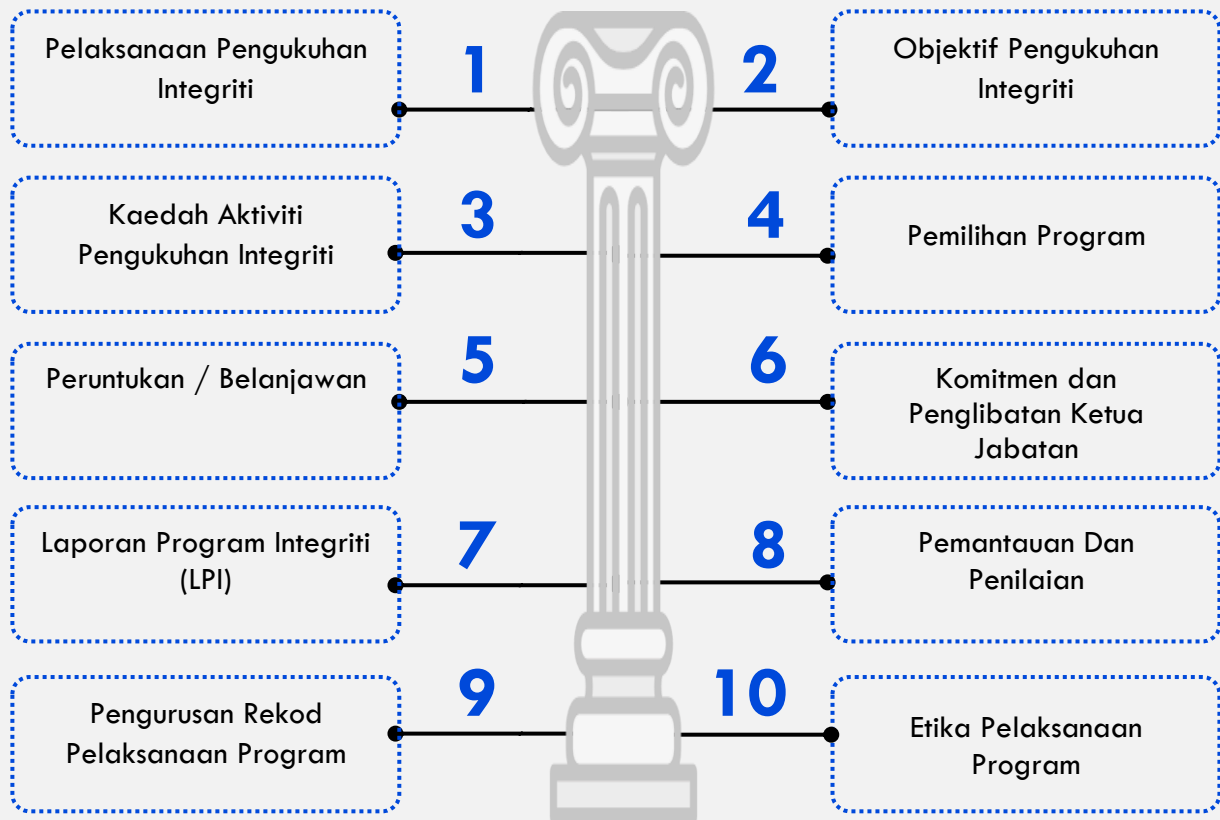 Pelaksanaan Pengukuhan
Integriti
1
2
Objektif Pengukuhan
Integriti
Kaedah Aktiviti
Pengukuhan Integriti
3
4
Pemilihan Program
Peruntukan / Belanjawan
5
6
Komitmen dan
Penglibatan Ketua
Jabatan
Laporan Program Integriti
(LPI)
7
8
Pemantauan Dan
Penilaian
Pengurusan Rekod
Pelaksanaan Program
9
10
Etika Pelaksanaan
Program